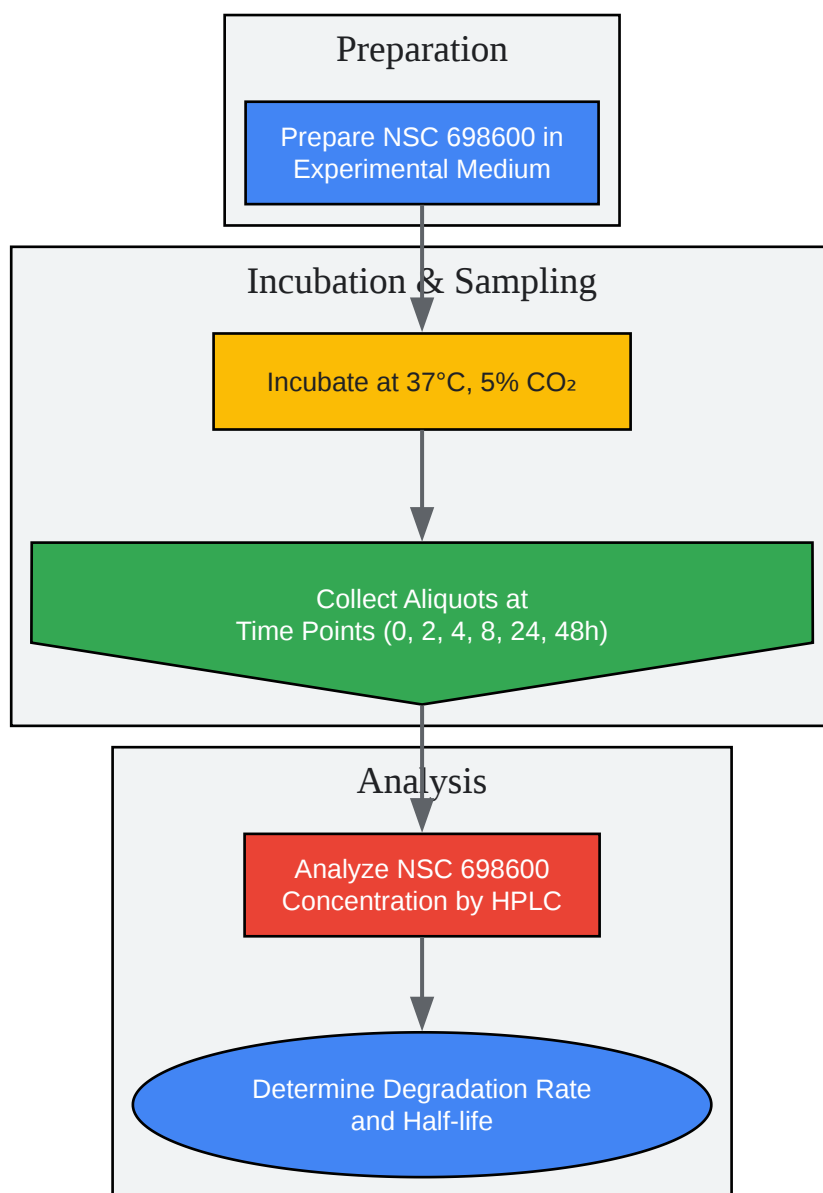 Preparation
Prepare NSC 698600 in
Experimental Medium
Incubation & Sampling
Incubate at 37°C, 5% CO₂
Collect Aliquots at
Time Points (0, 2, 4, 8, 24, 48h)
Analysis
Analyze NSC 698600
Concentration by HPLC
Determine Degradation Rate
and Half-life